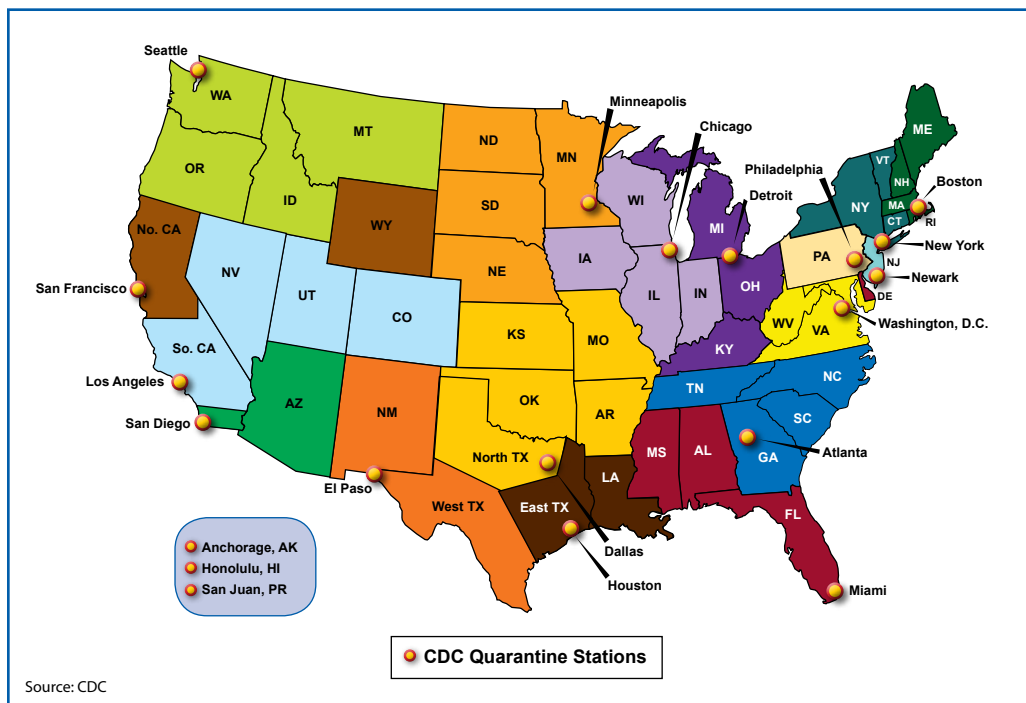 Seattle
WA
MT
ND
MN
Minneapolis
Chicago
ME
OR
ID
SD
WI
MI
Philadelphia
Detroit
VT
NH
Boston
NY
MA
CT
RI
No. CA
WY
NE
IA
PA
New York
NJ
NV
UT
CO
IL
IN
OH
Newark
San Francisco
DE
WV
VA
Washington, D.C.
So. CA
KS
MO
KY
Los Angeles
AZ
NM
OK
AR
TN
NC
San Diego
SC
North TX
MS
AL
GA
Atlanta
El Paso
West TX
East TX
LA
FL
Dallas
Houston
Miami
Anchorage, AK
Honolulu, HI
San Juan, PR
CDC Quarantine Stations
Source: CDC